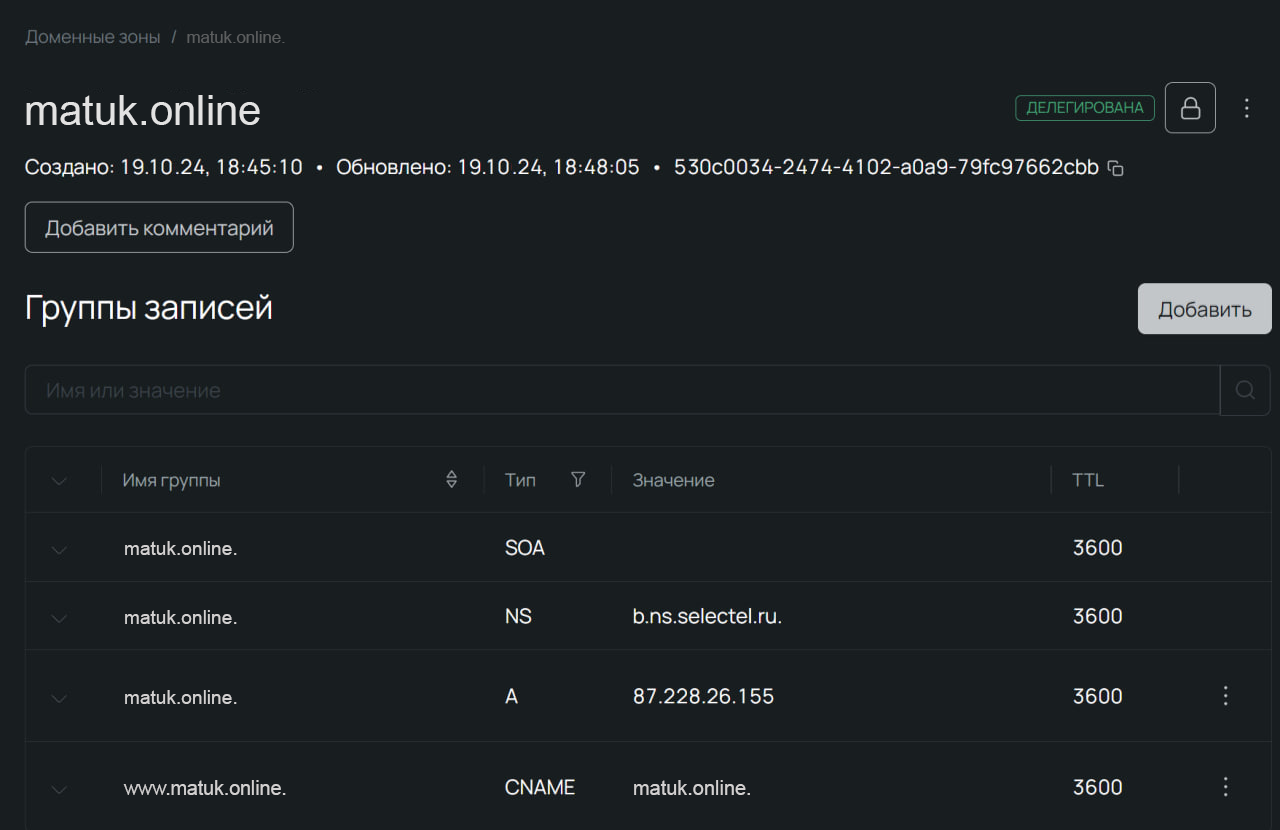 Доменные зоны / matuk.online.
matuk.online
ДЕЛЕГИРОВАНА
Создано: 19.10.24, 18:45:10 • Обновлено: 19.10.24, 18:48:05 • 530c0034-2474-4102-a0a9-79fc97662cbb
Добавить комментарий
Группы записей
Добавить
Имя или значение
Имя группы Тип Значение TTL
matuk.online. SOA 3600
matuk.online. NS b.ns.selectel.ru. 3600
matuk.online. A 87.228.26.155 3600
www.matuk.online. CNAME matuk.online. 3600